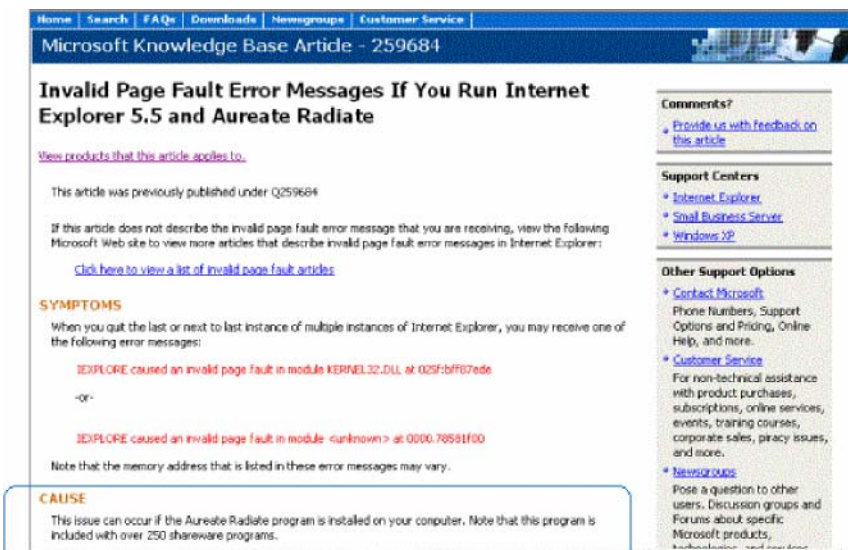 Home | Search | FAQs | Downloads | Newsgroups | Customer Service |
Microsoft Knowledge Base Article - 259684
Invalid Page Fault Error Messages If You Run Internet
Explorer 5.5 and Aureate Radiate
View products that this article applies to.
This article was previously published under Q259684
If this article does not describe the invalid page fault error message that you are receiving, view the following
Microsoft Web site to view more articles that describe invalid page fault error messages in Internet Explorer:
Click here to view a list of invalid page fault articles
SYMPTOMS
When you quit the last or next to last instance of multiple instances of Internet Explorer, you may receive one of
the following error messages:
IEXPLORE caused an invalid page fault in module KERNEL32.DLL at 025f:bff87ede
-or-
IEXPLORE caused an invalid page fault in module <unknown> at 0000.78581f00
Note that the memory address that is listed in these error messages may vary.
CAUSE
This issue can occur if the Aureate Radiate program is installed on your computer. Note that this program is
included with over 250 shareware programs.
Comments?
Provide us with feedback on
this article
Support Centers
Internet Explorer
Small Business Server
Windows XP
Other Support Options
Contact Microsoft
Phone Numbers, Support
Options and Pricing, Online
Help, and more.
Customer Service
For non-technical assistance
with product purchases,
subscriptions, online services,
events, training courses,
corporate sales, piracy issues,
and more.
Newsgroups
Pose a question to other
users. Discussion groups and
Forums about specific
Microsoft products,
technologies, and services